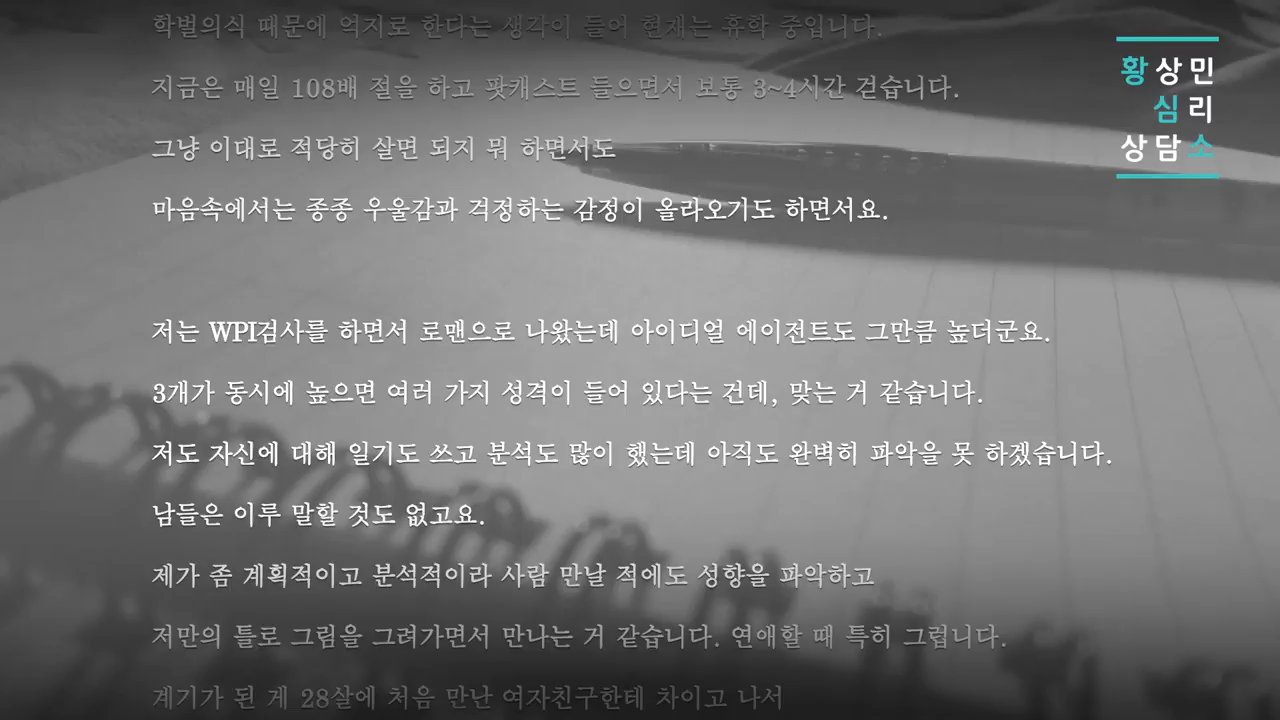 학벌의식 때문에 억지로 한다는 생각이 들어 현재는 휴학 중입니다.
지금은 매일 108배 절을 하고 팟캐스트 들으면서 보통 3~4시간 걷습니다.
그냥 이대로 적당히 살면 되지 뭐 하면서도
마음속에서는 종종 우울감과 걱정하는 감정이 올라오기도 하면서요.
저는 WPI검사를 하면서 로맨으로 나왔는데 아이디얼 에이전트도 그만큼 높더군요.
3개가 동시에 높으면 여러 가지 성격이 들어 있다는 건데, 맞는 거 같습니다.
저도 자신에 대해 일기도 쓰고 분석도 많이 했는데 아직도 완벽히 파악을 못 하겠습니다.
남들은 이루 말할 것도 없고요.
제가 좀 계획적이고 분석적이라 사람 만날 적에도 성향을 파악하고
저만의 틀로 그림을 그려가면서 만나는 거 같습니다. 연애할 때 특히 그럽니다.
계기가 된 게 28살에 처음 만난 여자친구한테 차이고 나서
황상민
심리
상담소